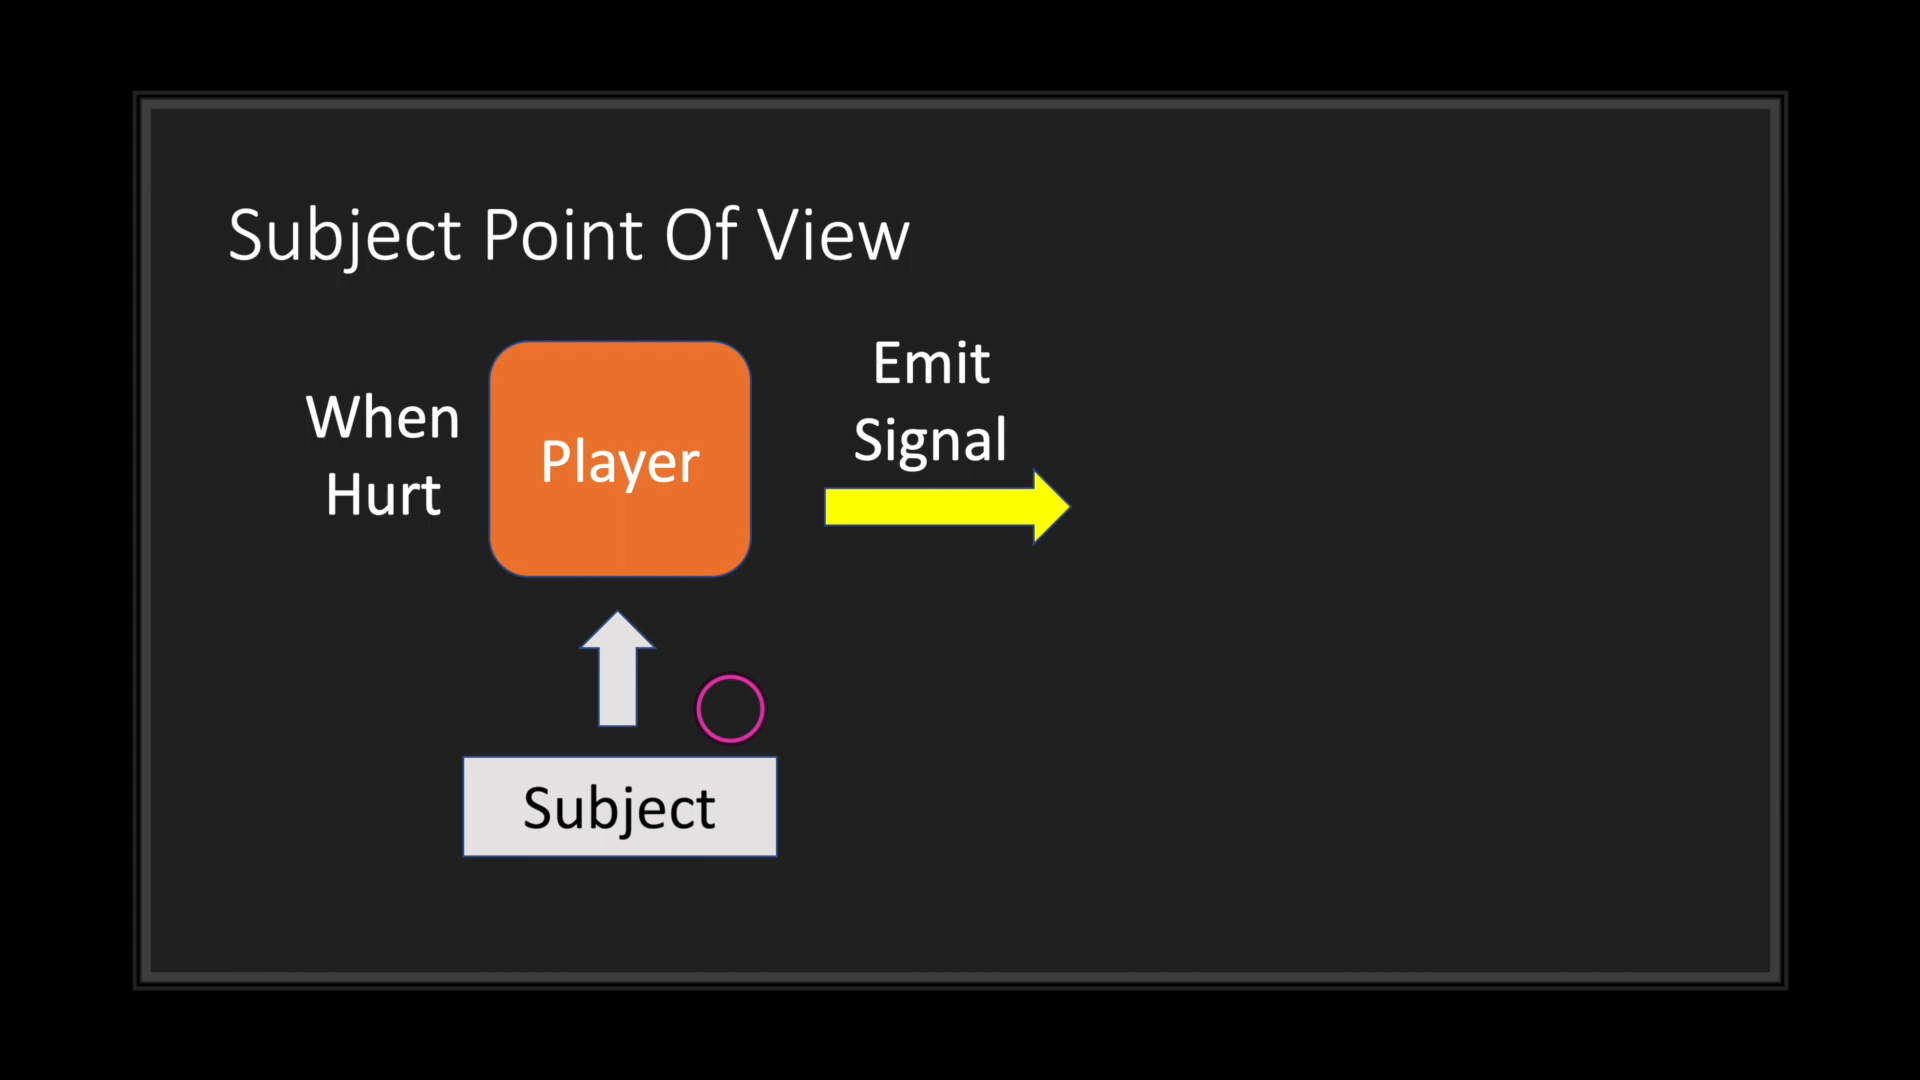 Subject Point Of View
When
Hurt
Player
Emit
Signal
Subject